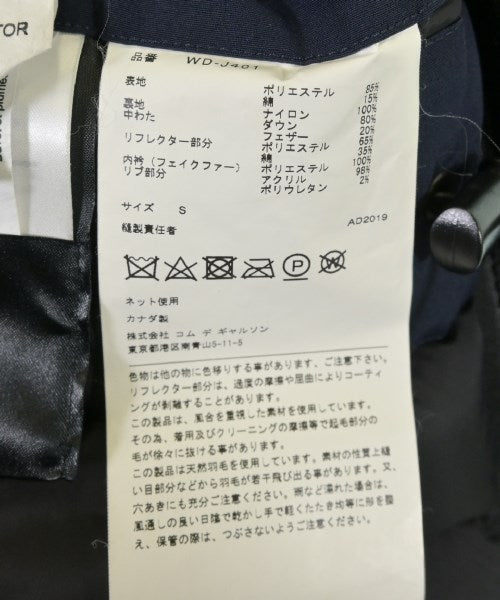 TOR
品番 WD-J401
表地 ポリエステル 85%
綿 15%
裏地 ナイロン 100%
中わた ダウン 80%
フェザー 20%
リフレクター部分 ポリエステル 65%
綿 35%
内衿（フェイクファー） ポリエステル 100%
リブ部分 アクリル 98%
ポリウレタン 2%
サイズ S
縫製責任者 AD2019
P
ネット使用
カナダ製
株式会社 コム デ ギャルソン
東京都港区南青山5-11-5
色物は他の物に色移りする事があります、ご注意下さい。
リフレクター部分は、過度の摩擦や屈曲によりコーティ
ングが剥離することがあります。
この製品は、風合を重視した素材を使用しています。
その為、着用及びクリーニングの摩擦等で起毛部分の
毛が徐々に抜ける事があります。
この製品は天然羽毛を使用しています。素材の性質上縫
い目部分などから羽毛が若干飛び出る事があります。又、
穴あきにも充分ご注意ください。雨など濡れた場合は、
風通しの良い日陰で乾かし手で軽くたたき均等に形を整
え、保管の際は、つぶさないようご注意ください。